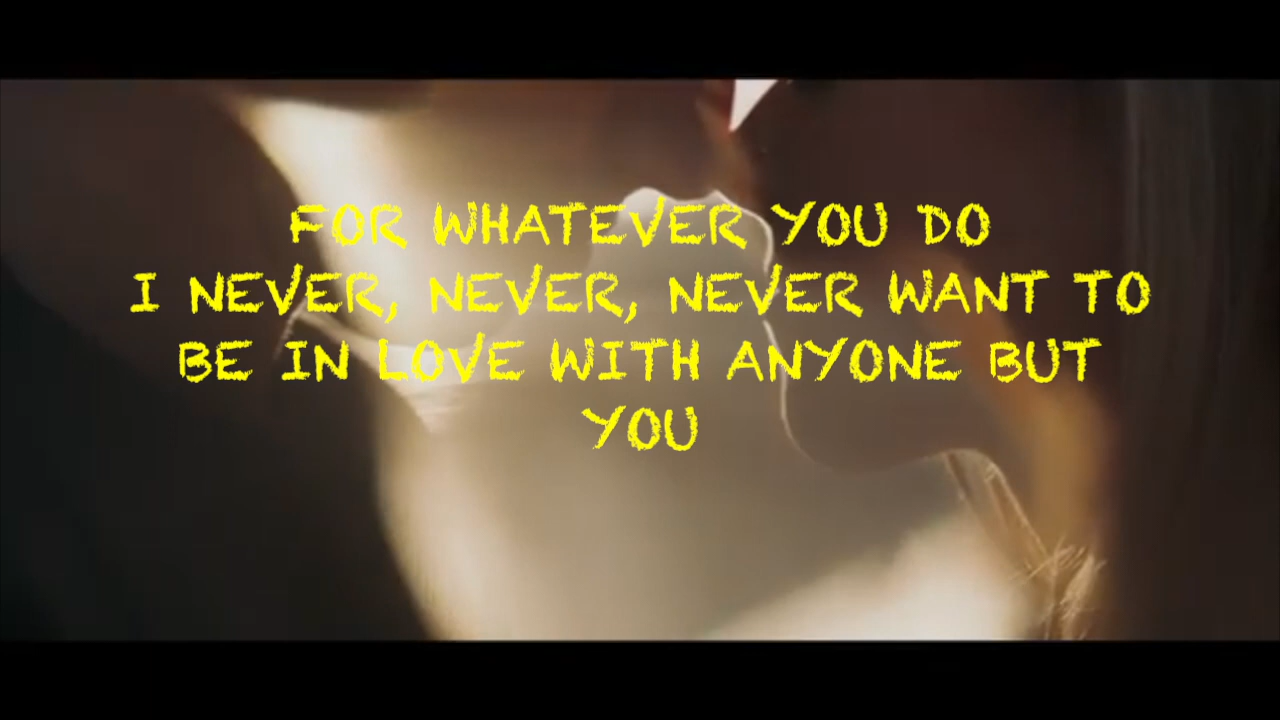 FOR WHATEVER YOU DO
I NEVER, NEVER, NEVER WANT TO
BE IN LOVE WITH ANYONE BUT
YOU